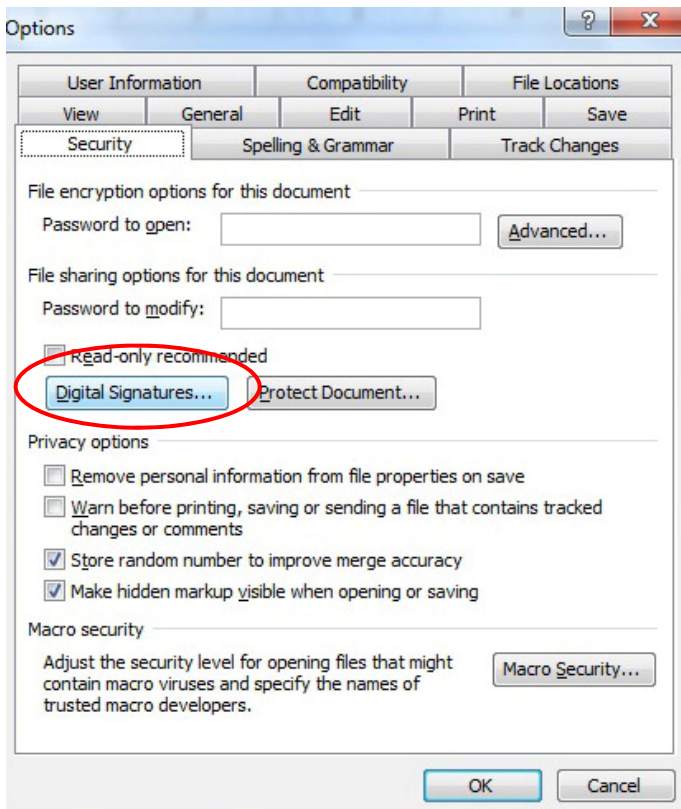 Options
User Information Compatibility File Locations
View General Edit Print Save
Security Spelling & Grammar Track Changes
File encryption options for this document
Password to open: Advanced...
File sharing options for this document
Password to modify:
Read-only recommended
Digital Signatures... Protect Document...
Privacy options
Remove personal information from file properties on save
Warn before printing, saving or sending a file that contains tracked
changes or comments
Store random number to improve merge accuracy
Make hidden markup visible when opening or saving
Macro security
Adjust the security level for opening files that might
contain macro viruses and specify the names of
trusted macro developers.
Macro Security...
OK Cancel